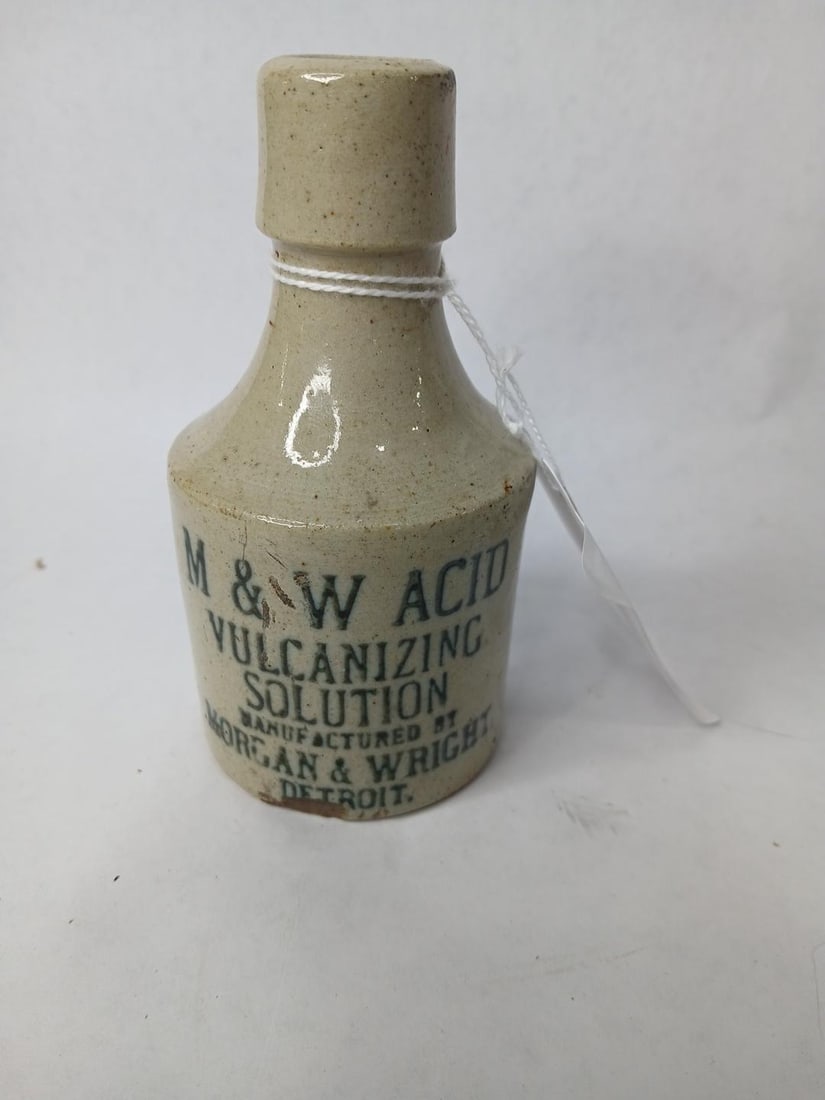 M & W ACID
VULCANIZING
SOLUTION
MANUFACTURED BY
MORGAN & WRIGHT.
DETROIT.